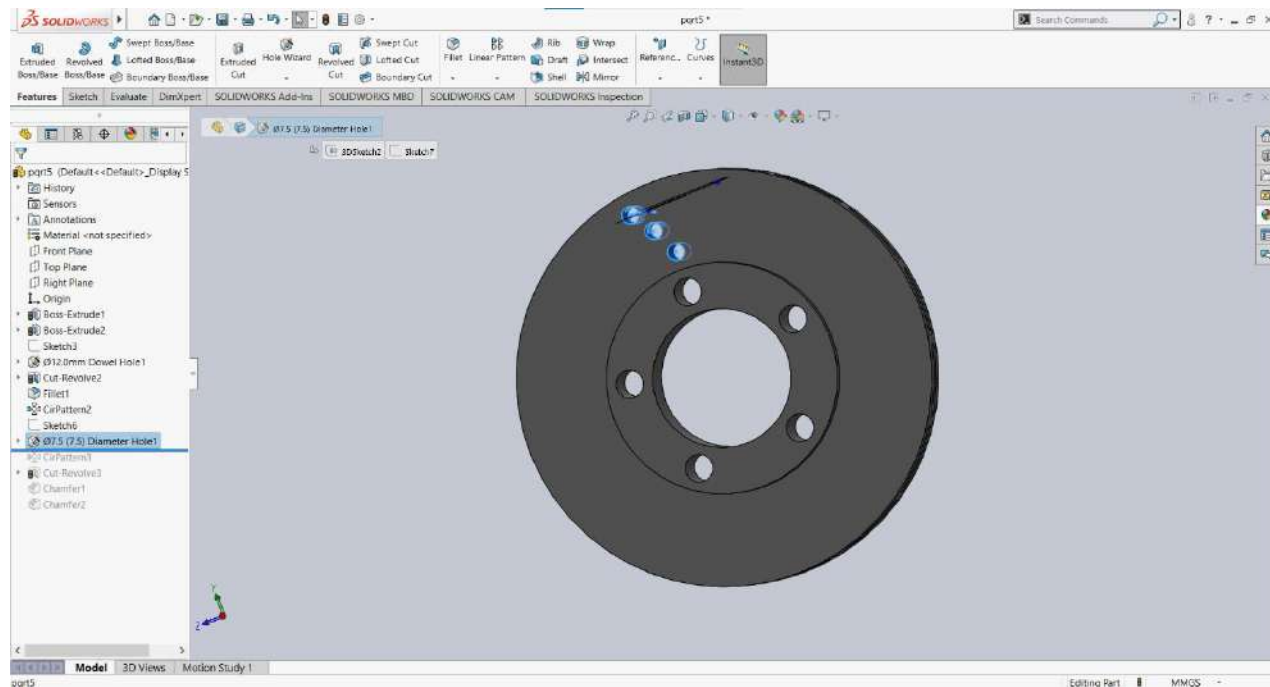 SOLIDWORKS
part5 *
Search Commands
Extruded Boss/Base
Revolved Boss/Base
Swept Boss/Base
Lofted Boss/Base
Boundary Boss/Base
Extruded Cut
Hole Wizard
Revolved Cut
Swept Cut
Lofted Cut
Boundary Cut
Fillet
Linear Pattern
Rib
Draft
Shell
Wrap
Intersect
Mirror
Referenc...
Curves
Instant3D
Features Sketch Evaluate DimXpert SOLIDWORKS Add-Ins SOLIDWORKS MBD SOLIDWORKS CAM SOLIDWORKS Inspection
Ø7.5 (7.5) Diameter Hole1
3DSketch2 Sketch7
part5 (Default<<Default>_Display S
History
Sensors
Annotations
Material <not specified>
Front Plane
Top Plane
Right Plane
Origin
Boss-Extrude1
Boss-Extrude2
Sketch3
Ø12.0mm Dowel Hole1
Cut-Revolve2
Fillet1
CirPattern2
Sketch6
Ø7.5 (7.5) Diameter Hole1
CirPattern3
Cut-Revolve3
Chamfer1
Chamfer2
Y
Z
Model 3D Views Motion Study 1
part5
Editing Part MMGS